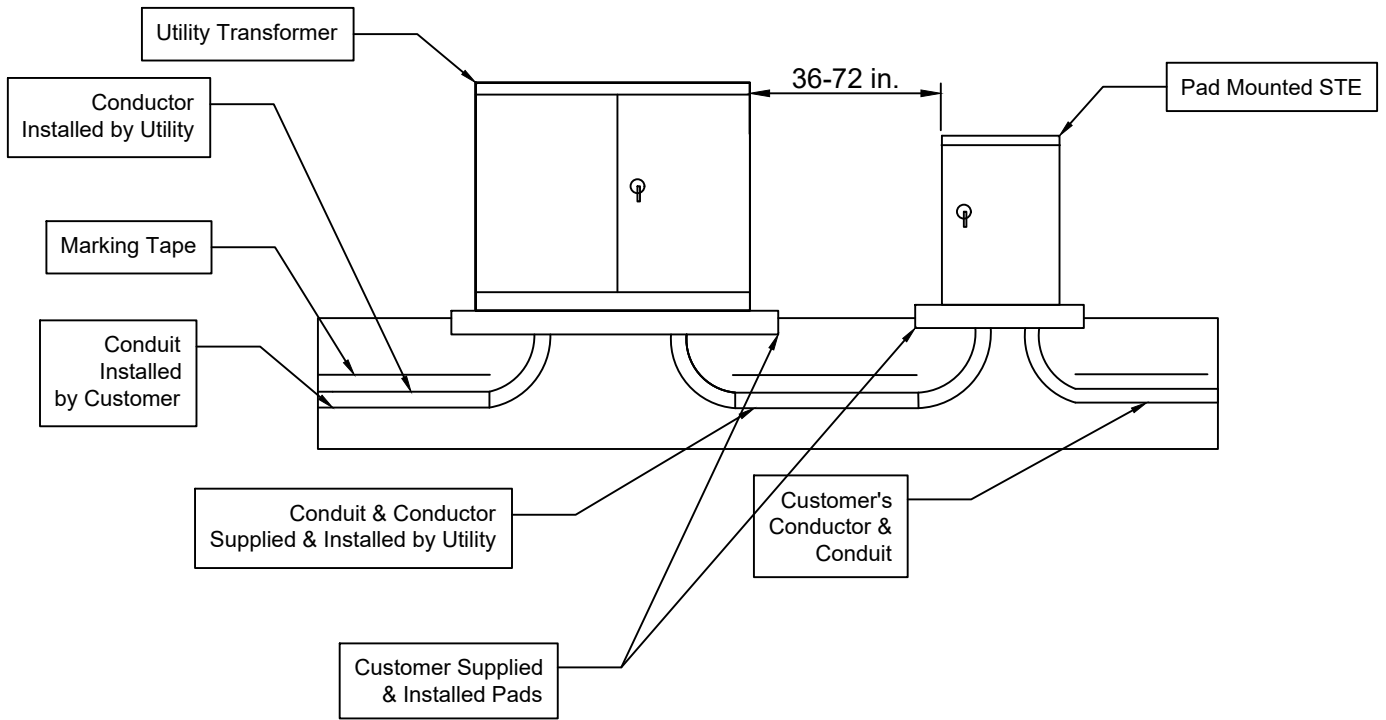 Utility Transformer
36-72 in.
Pad Mounted STE
Conductor
Installed by Utility
Marking Tape
Conduit
Installed
by Customer
Conduit & Conductor
Supplied & Installed by Utility
Customer's
Conductor &
Conduit
Customer Supplied
& Installed Pads